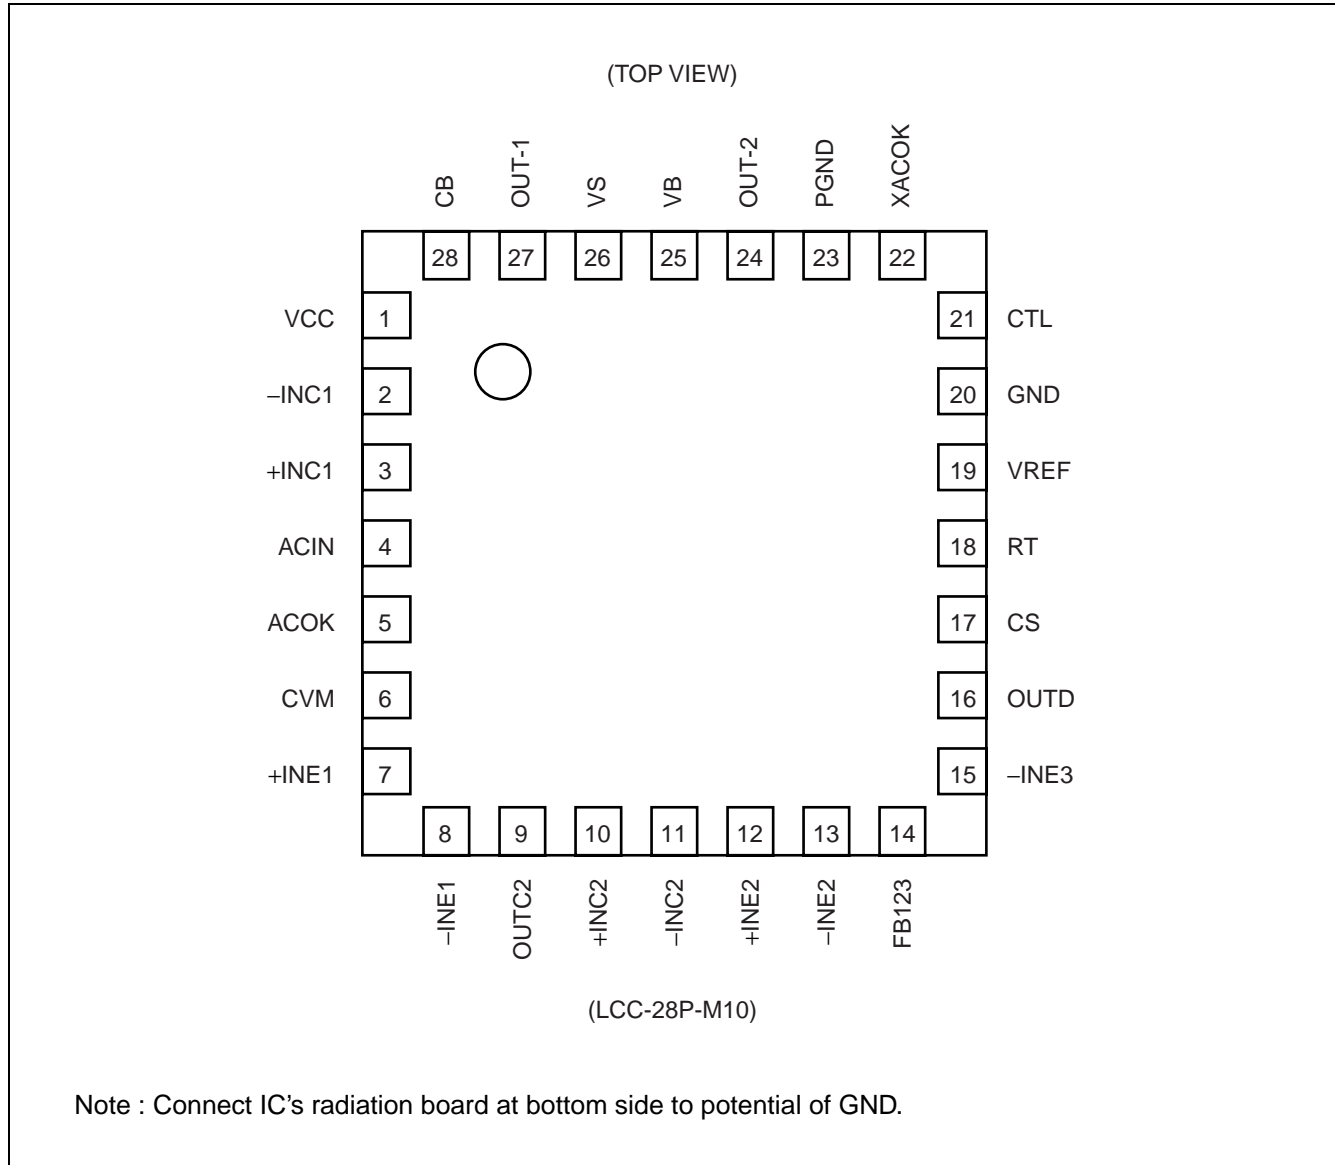 (TOP VIEW)
CB
OUT-1
VS
VB
OUT-2
PGND
XACOK
28 27 26 25 24 23 22
VCC 1 21 CTL
–INC1 2 20 GND
+INC1 3 19 VREF
ACIN 4 18 RT
ACOK 5 17 CS
CVM 6 16 OUTD
+INE1 7 15 –INE3
8 9 10 11 12 13 14
–INE1
OUTC2
+INC2
–INC2
+INE2
–INE2
FB123
(LCC-28P-M10)
Note : Connect IC’s radiation board at bottom side to potential of GND.